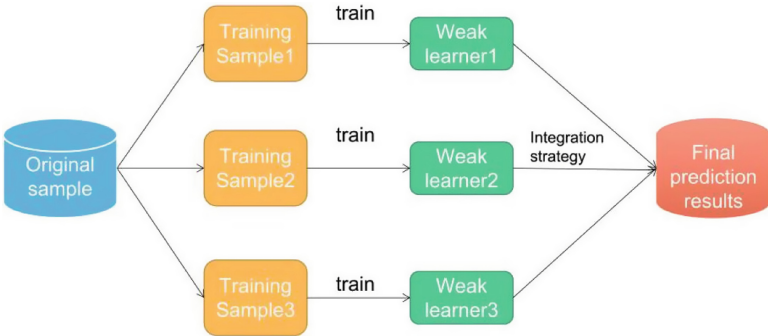 Training
Sample1
train
Weak
learner1
Original
sample
Training
Sample2
train
Weak
learner2
Integration
strategy
Final
prediction
results
Training
Sample3
train
Weak
learner3